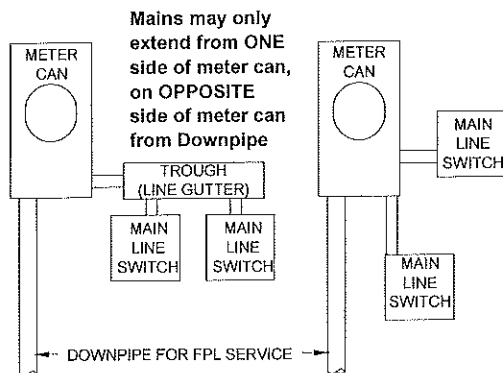 Mains may only
extend from ONE
side of meter can,
on OPPOSITE
side of meter can
from Downpipe
METER
CAN
TROUGH
(LINE GUTTER)
MAIN
LINE
SWITCH
MAIN
LINE
SWITCH
METER
CAN
MAIN
LINE
SWITCH
MAIN
LINE
SWITCH
DOWNPIPE FOR FPL SERVICE